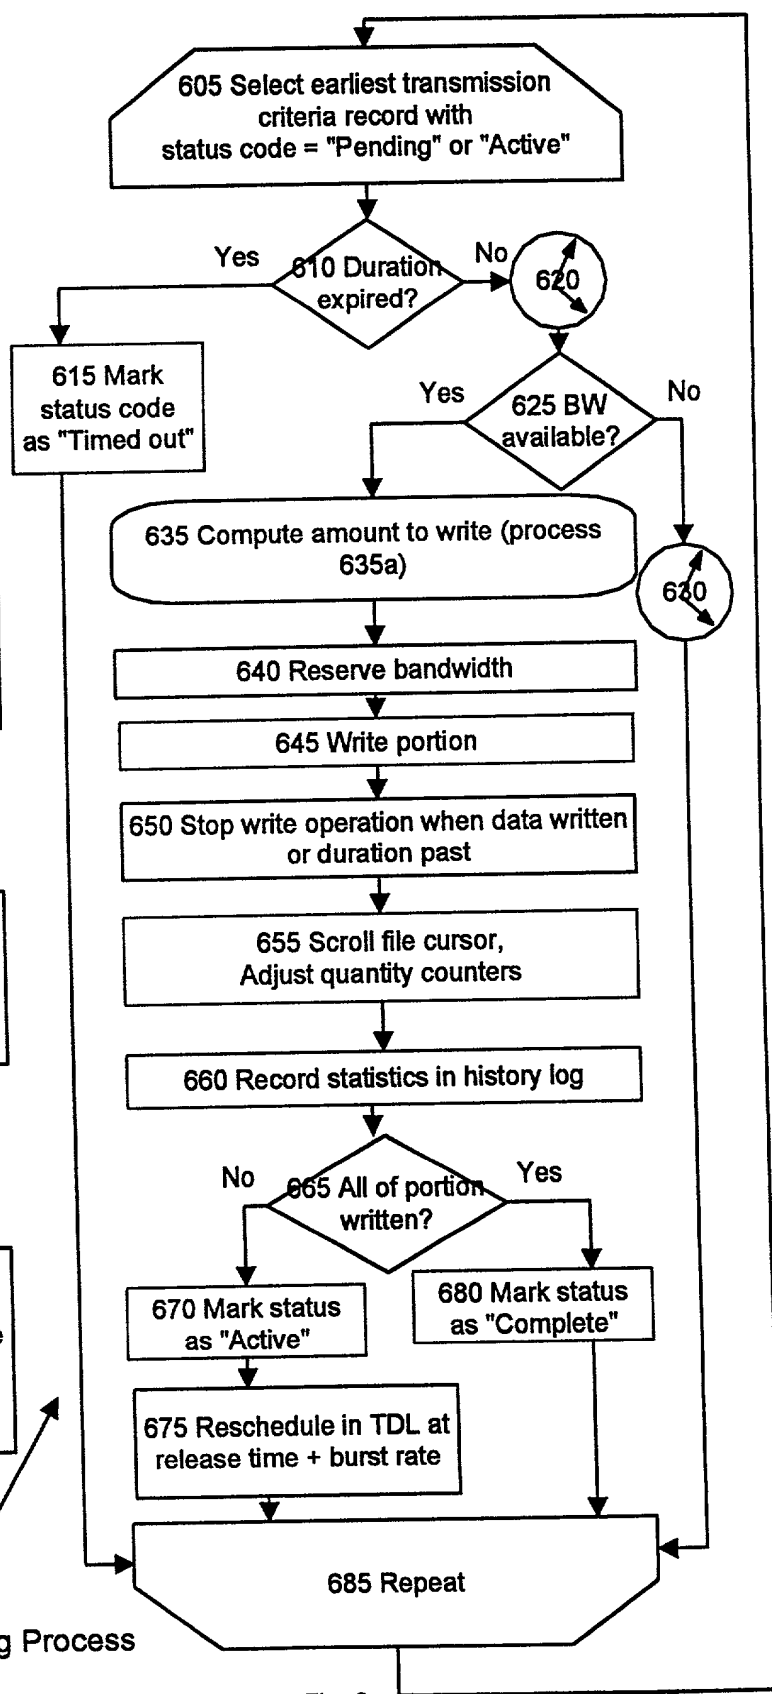 605 Select earliest transmission
criteria record with
status code = "Pending" or "Active"
Yes
610 Duration
expired?
No
620
615 Mark
status code
as "Timed out"
Yes
625 BW
available?
No
635 Compute amount to write (process
635a)
630
640 Reserve bandwidth
645 Write portion
650 Stop write operation when data written
or duration past
655 Scroll file cursor,
Adjust quantity counters
660 Record statistics in history log
No
665 All of portion
written?
Yes
670 Mark status
as "Active"
680 Mark status
as "Complete"
675 Reschedule in TDL at
release time + burst rate
685 Repeat
g Process